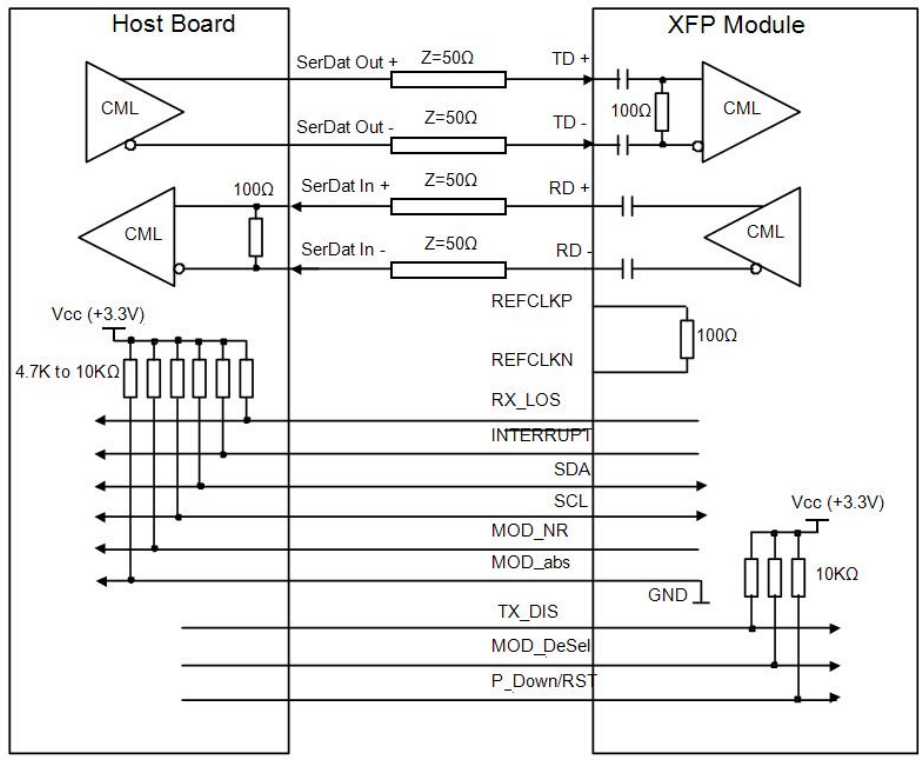 Host Board
XFP Module
SerDat Out +
Z=50Ω
TD +
CML
100Ω
CML
SerDat Out -
Z=50Ω
TD -
100Ω
SerDat In +
Z=50Ω
RD +
CML
CML
SerDat In -
Z=50Ω
RD -
REFCLKP
Vcc (+3.3V)
100Ω
REFCLKN
4.7K to 10KΩ
RX_LOS
INTERRUPT
SDA
SCL
Vcc (+3.3V)
MOD_NR
MOD_abs
10KΩ
GND
TX_DIS
MOD_DeSel
P_Down/RST